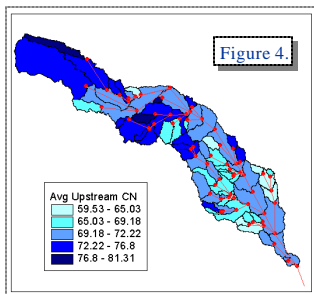 Figure 4.
Avg Upstream CN
59.53 - 65.03
65.03 - 69.18
69.18 - 72.22
72.22 - 76.8
76.8 - 81.31